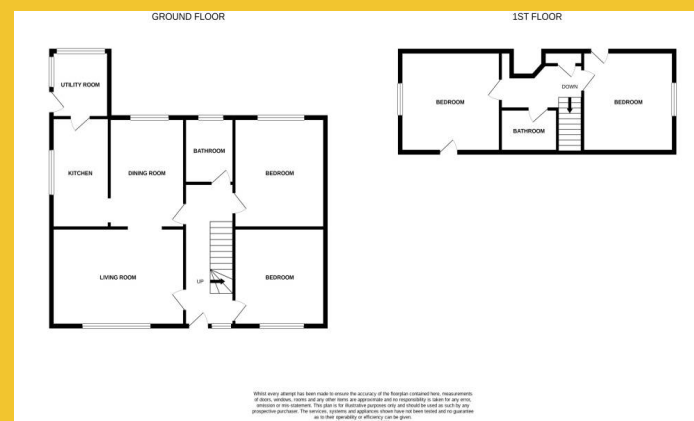 GROUND FLOOR
1ST FLOOR
UTILITY ROOM
KITCHEN
DINING ROOM
BATHROOM
BEDROOM
LIVING ROOM
UP
BEDROOM
BEDROOM
DOWN
BEDROOM
BATHROOM
Whilst every attempt has been made to ensure the accuracy of the floorplan contained here, measurements
of doors, windows, rooms and any other items are approximate and no responsibility is taken for any error,
omission or mis-statement. This plan is for illustrative purposes only and should be used as such by any
prospective purchaser. The services, systems and appliances shown have not been tested and no guarantee
as to their operability or efficiency can be given.